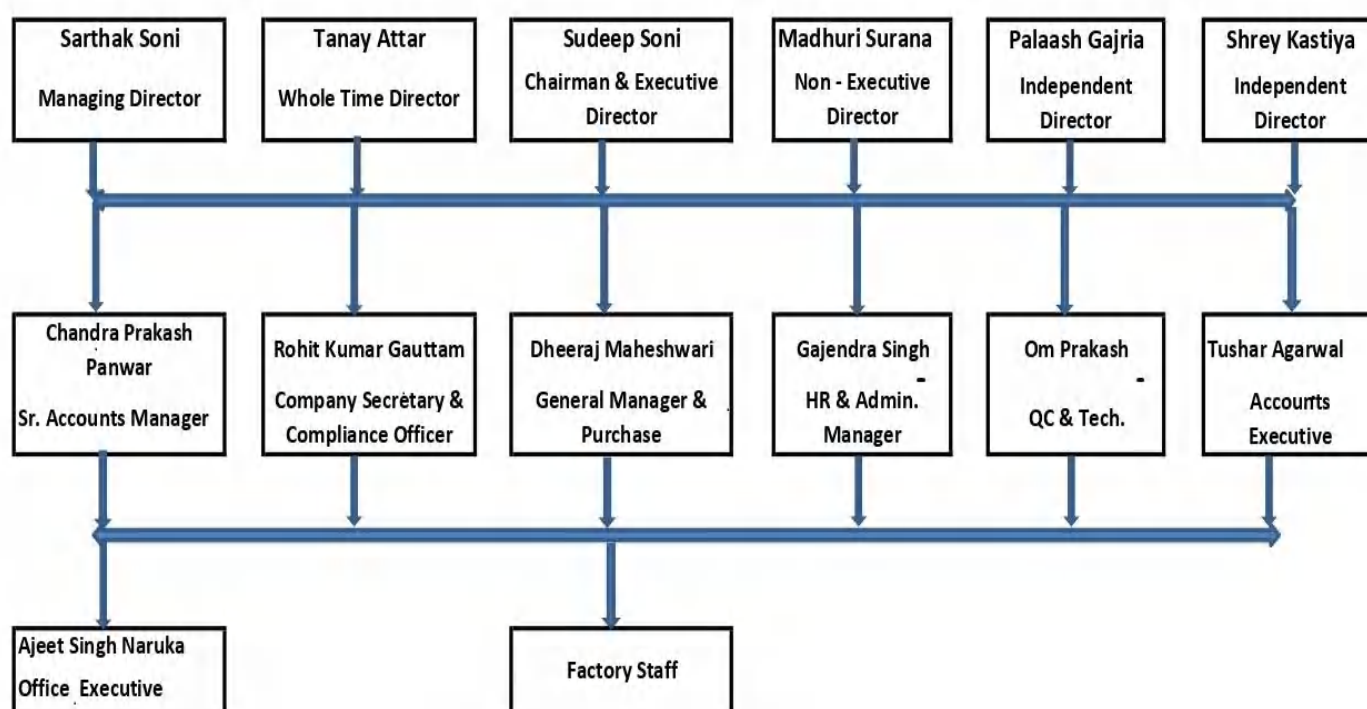 Sarthak Soni
Managing Director
Tanay Attar
Whole Time Director
Sudeep Soni
Chairman & Executive
Director
Madhuri Surana
Non - Executive
Director
Palaash Gajria
Independent
Director
Shrey Kastiya
Independent
Director
Chandra Prakash
Panwar
Sr. Accounts Manager
Rohit Kumar Gauttam
Company Secretary &
Compliance Officer
Dheeraj Maheshwari
General Manager &
Purchase
Gajendra Singh
-
HR & Admin.
Manager
Om Prakash
-
QC & Tech.
Tushar Agarwal
Accounts
Executive
Ajeet Singh Naruka
Office Executive
Factory Staff